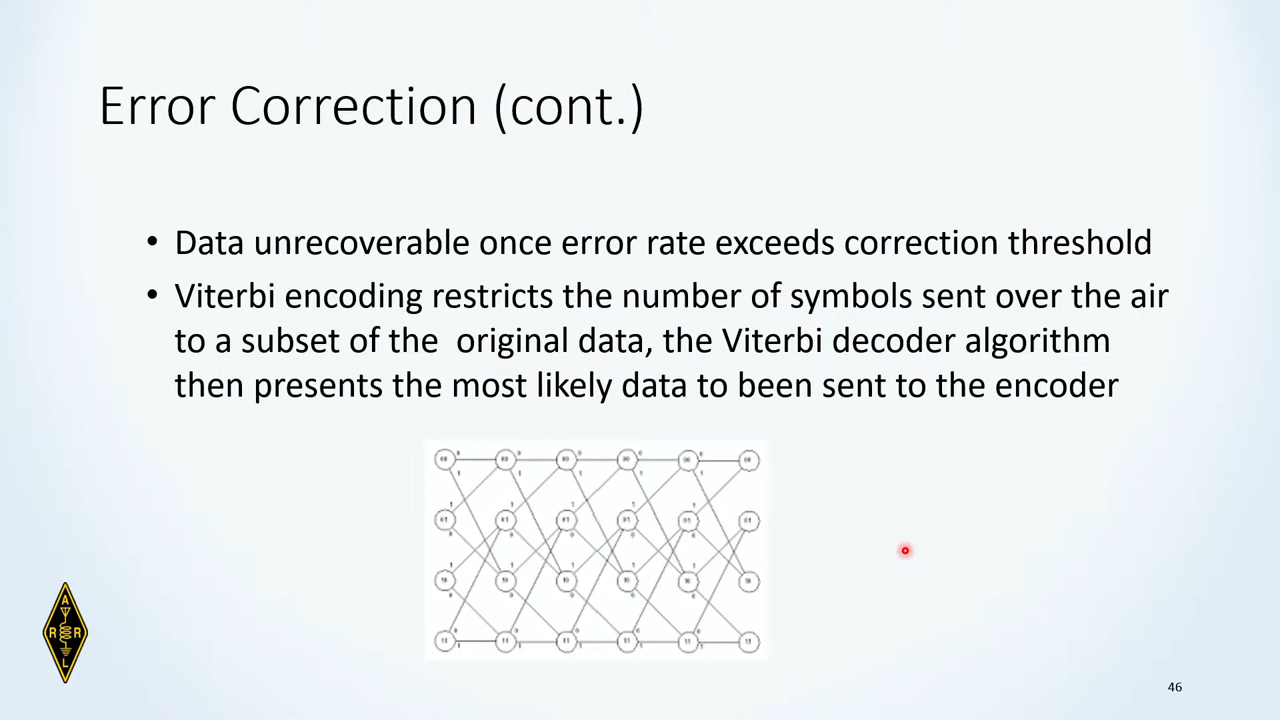 Error Correction (cont.)
• Data unrecoverable once error rate exceeds correction threshold
• Viterbi encoding restricts the number of symbols sent over the air
to a subset of the original data, the Viterbi decoder algorithm
then presents the most likely data to been sent to the encoder
A
R R
L
46